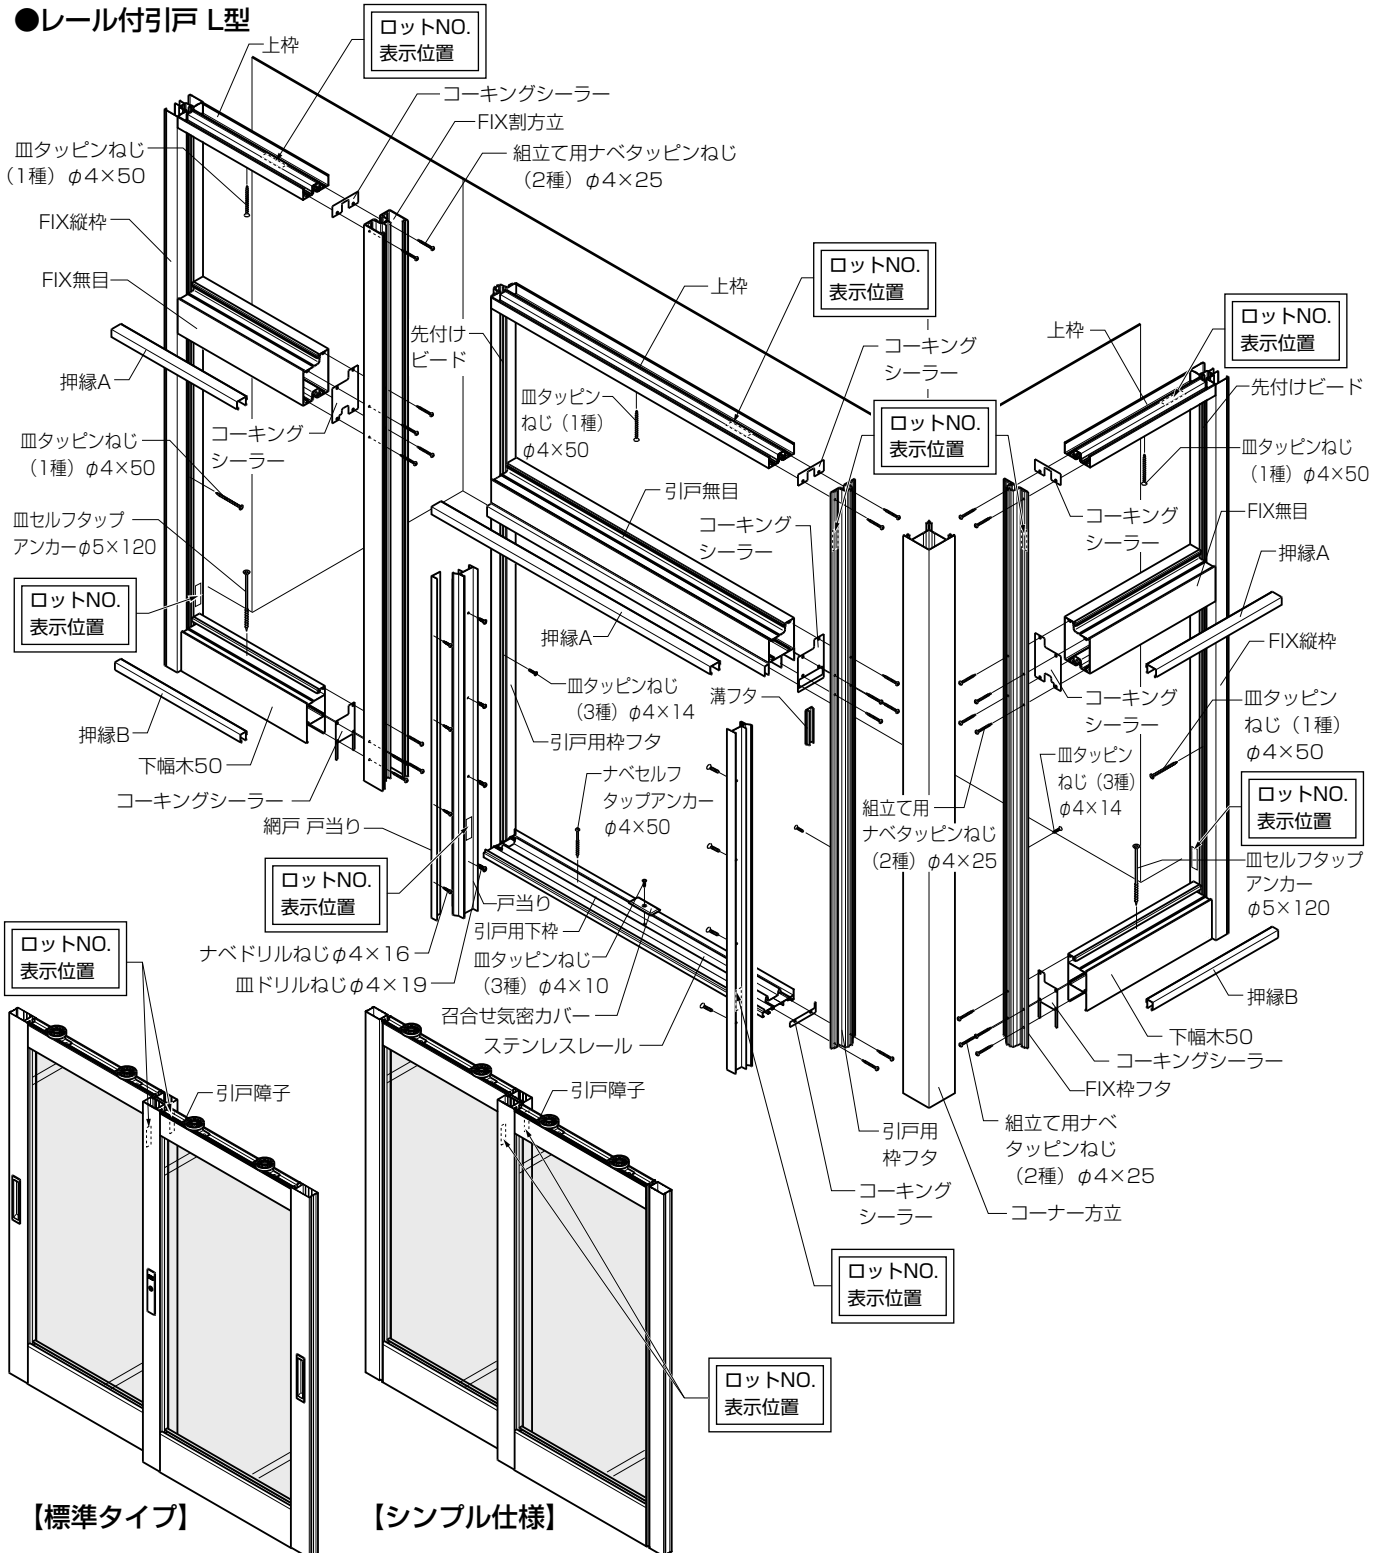 ●レール付引戸 L型
ロットNO.
表示位置
上枠
コーキングシーラー
FIX割方立
組立て用ナベタッピンねじ
（2種）φ4×25
皿タッピンねじ
（1種）φ4×50
FIX縦枠
FIX無目
押縁A
コーキング
シーラー
皿タッピンねじ
（1種）φ4×50
皿セルフタップ
アンカーφ5×120
ロットNO.
表示位置
押縁B
下幅木50
コーキングシーラー
先付け
ビード
上枠
ロットNO.
表示位置
コーキング
シーラー
皿タッピン
ねじ（1種）
φ4×50
ロットNO.
表示位置
引戸無目
コーキング
シーラー
押縁A
皿タッピンねじ
（3種）φ4×14
溝フタ
引戸用枠フタ
ナベセルフ
タップアンカー
φ4×50
網戸 戸当り
ロットNO.
表示位置
戸当り
引戸用下枠
ナベドリルねじφ4×16
皿ドリルねじφ4×19
皿タッピンねじ
（3種）φ4×10
召合せ気密カバー
ステンレスレール
上枠
ロットNO.
表示位置
先付けビード
皿タッピンねじ
（1種）φ4×50
コーキング
シーラー
FIX無目
押縁A
FIX縦枠
コーキング
シーラー
皿タッピン
ねじ（1種）
φ4×50
皿タッピン
ねじ（3種）
φ4×14
組立て用
ナベタッピンねじ
（2種）φ4×25
ロットNO.
表示位置
皿セルフタップ
アンカー
φ5×120
押縁B
下幅木50
コーキングシーラー
FIX枠フタ
組立て用ナベ
タッピンねじ
（2種）φ4×25
コーナー方立
引戸用
枠フタ
コーキング
シーラー
ロットNO.
表示位置
ロットNO.
表示位置
引戸障子
引戸障子
ロットNO.
表示位置
【標準タイプ】
【シンプル仕様】